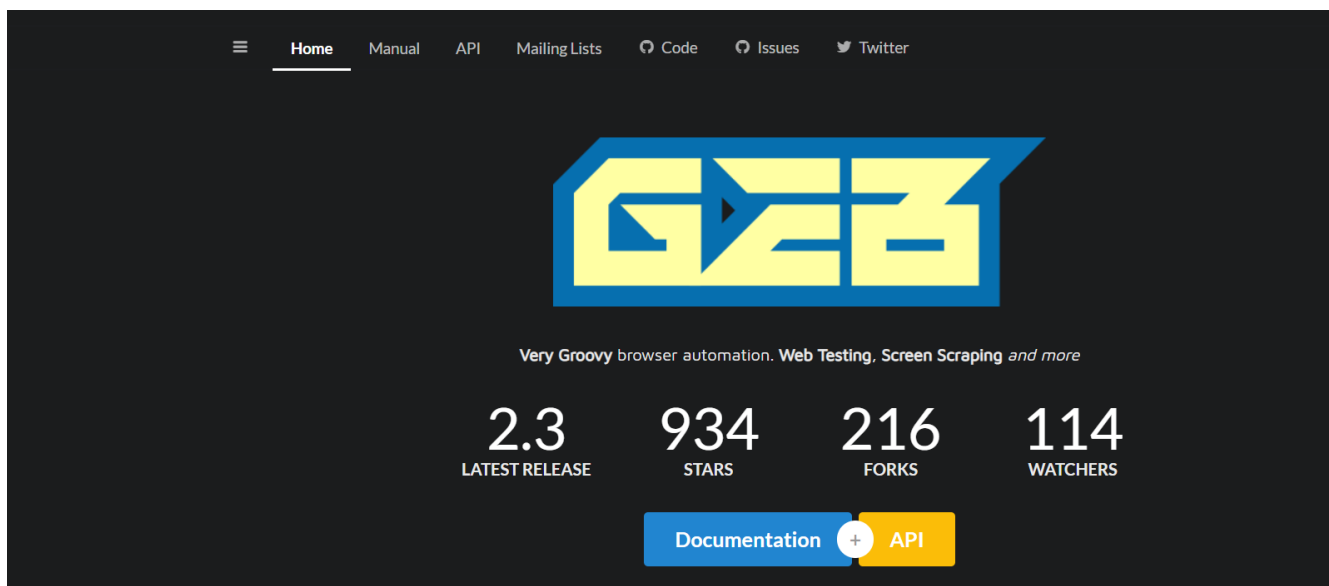 Home Manual API Mailing Lists Code Issues Twitter
GEB
Very Groovy browser automation. Web Testing, Screen Scraping and more
2.3 934 216 114
LATEST RELEASE STARS FORKS WATCHERS
Documentation + API